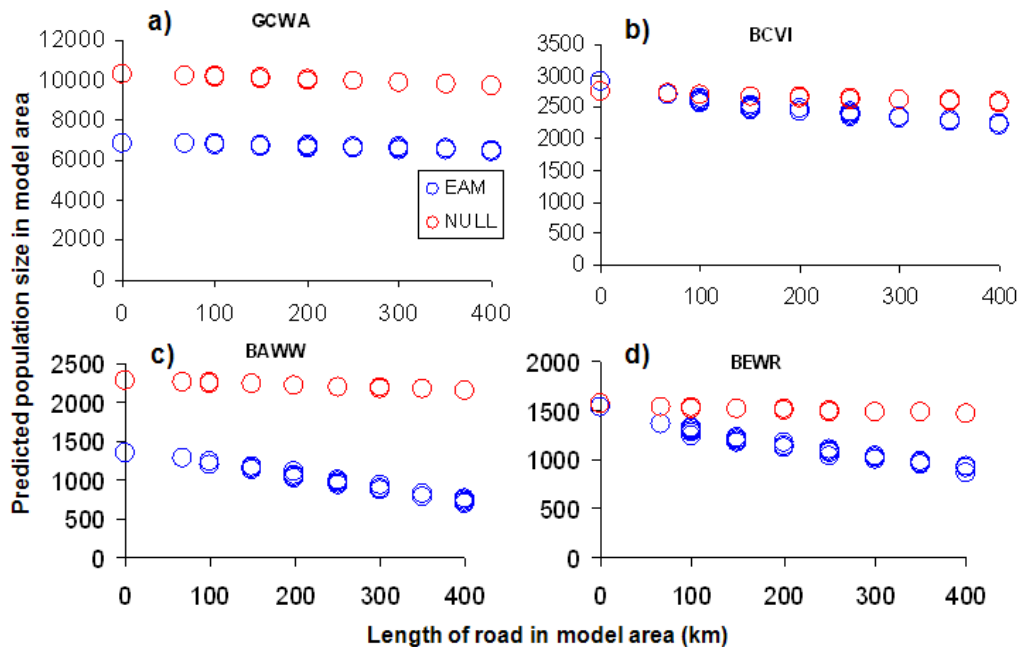 a)
GCWA
12000
10000
8000
6000
4000
2000
0
0 100 200 300 400
EAM
NULL
b)
BCVI
3500
3000
2500
2000
1500
1000
500
0
0 100 200 300 400
c)
BAWW
2500
2000
1500
1000
500
0
0 100 200 300 400
d)
BEWR
2000
1500
1000
500
0
0 100 200 300 400
Predicted population size in model area
Length of road in model area (km)